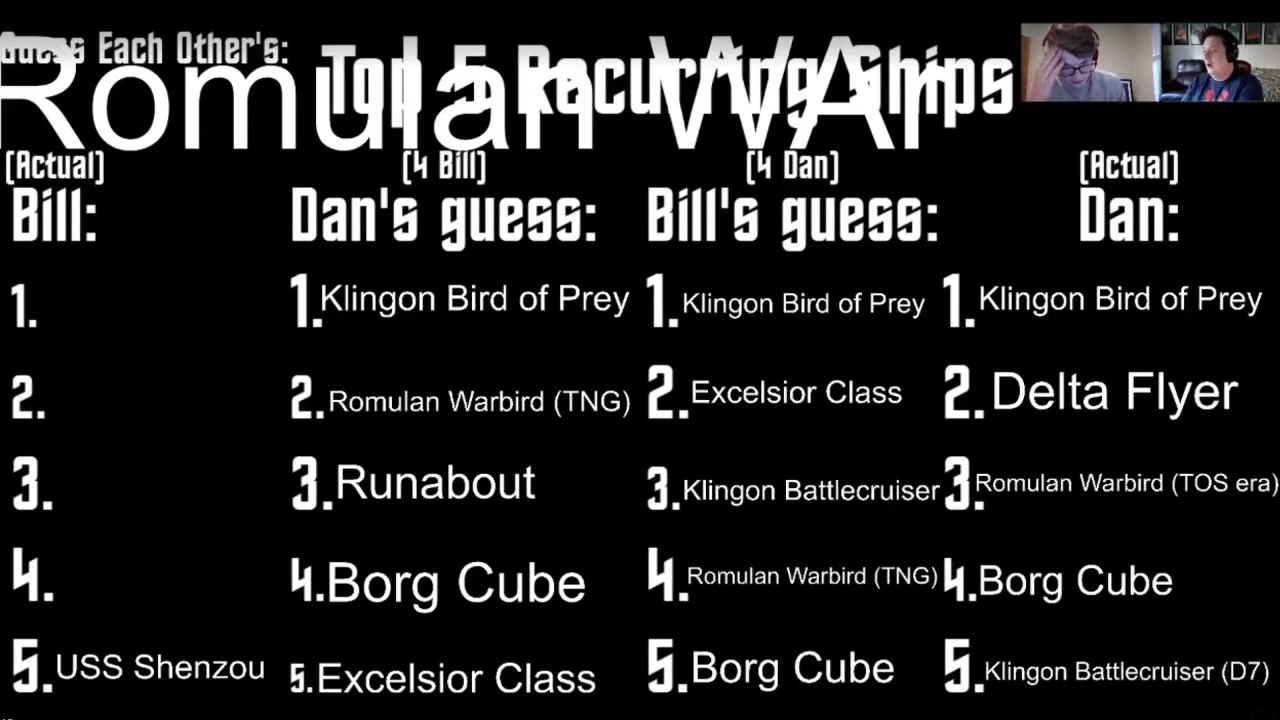 Guess Each Other's:
Top 5 Recurring Ships
Romulan WAr
(Actual)
Bill:
1.
2.
3.
4.
5. USS Shenzou
(4 Bill)
Dan's guess:
1. Klingon Bird of Prey
2. Romulan Warbird (TNG)
3. Runabout
4. Borg Cube
5. Excelsior Class
(4 Dan)
Bill's guess:
1. Klingon Bird of Prey
2. Excelsior Class
3. Klingon Battlecruiser
4. Romulan Warbird (TNG)
5. Borg Cube
(Actual)
Dan:
1. Klingon Bird of Prey
2. Delta Flyer
3. Romulan Warbird (TOS era)
4. Borg Cube
5. Klingon Battlecruiser (D7)